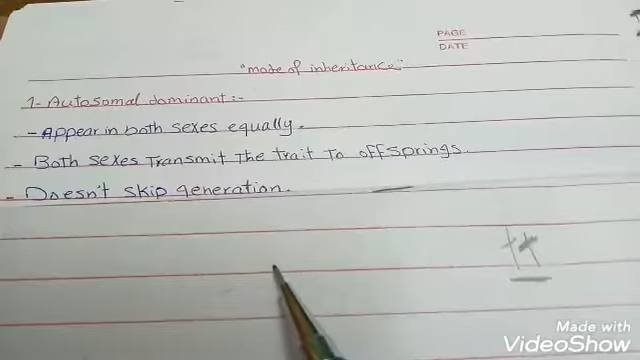 PAGE
DATE
"mode of inheritance"
1- Autosomal dominant:-
- Appear in both sexes equally.
- Both sexes Transmit The trait To offsprings.
- Doesn't skip generation.
Made with
VideoShow